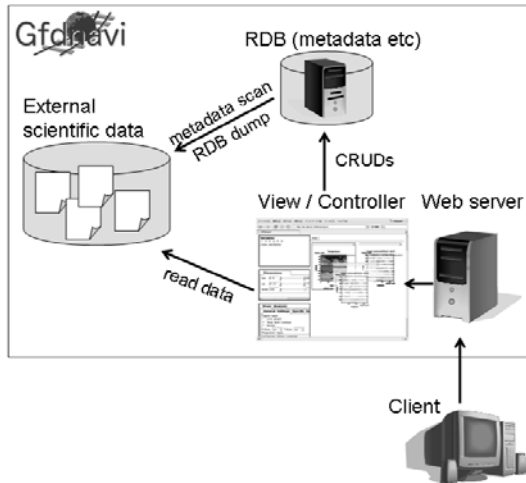 Gfdnavi
RDB (metadata etc)
External
scientific data
metadata scan
RDB dump
CRUDs
View / Controller
Web server
read data
Client